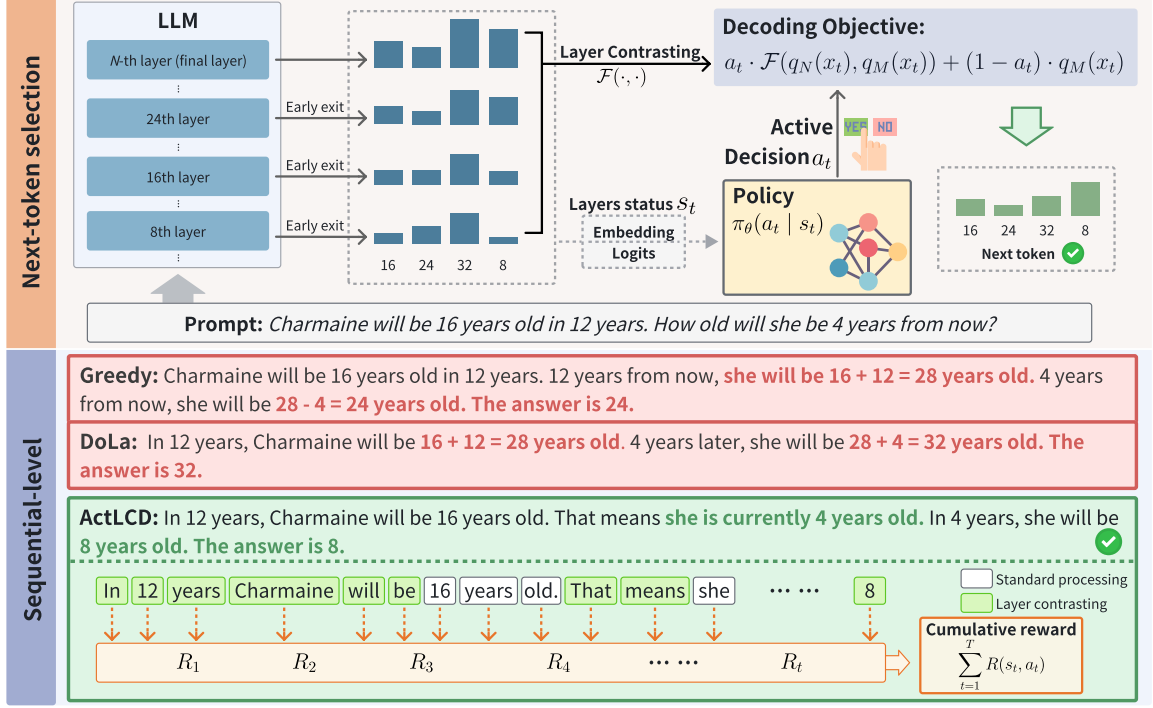 Next-token selection
LLM
N-th layer (final layer)
⋮
24th layer
⋮
16th layer
⋮
8th layer
⋮
Early exit
Early exit
Early exit
16 24 32 8
Layer Contrasting
F(·,·)
Decoding Objective:
a_t · F(q_N(x_t), q_M(x_t)) + (1 − a_t) · q_M(x_t)
Active
Decision a_t
YES NO
Layers status s_t
Embedding
Logits
Policy
π_θ(a_t | s_t)
16 24 32 8
Next token
Prompt: Charmaine will be 16 years old in 12 years. How old will she be 4 years from now?
Sequential-level
Greedy: Charmaine will be 16 years old in 12 years. 12 years from now, she will be 16 + 12 = 28 years old. 4 years
from now, she will be 28 - 4 = 24 years old. The answer is 24.
DoLa: In 12 years, Charmaine will be 16 + 12 = 28 years old. 4 years later, she will be 28 + 4 = 32 years old. The
answer is 32.
ActLCD: In 12 years, Charmaine will be 16 years old. That means she is currently 4 years old. In 4 years, she will be
8 years old. The answer is 8.
In 12 years Charmaine will be 16 years old. That means she ... ... 8
Standard processing
Layer contrasting
R_1 R_2 R_3 R_4 ... ... R_t
Cumulative reward
∑_{t=1}^{T} R(s_t, a_t)